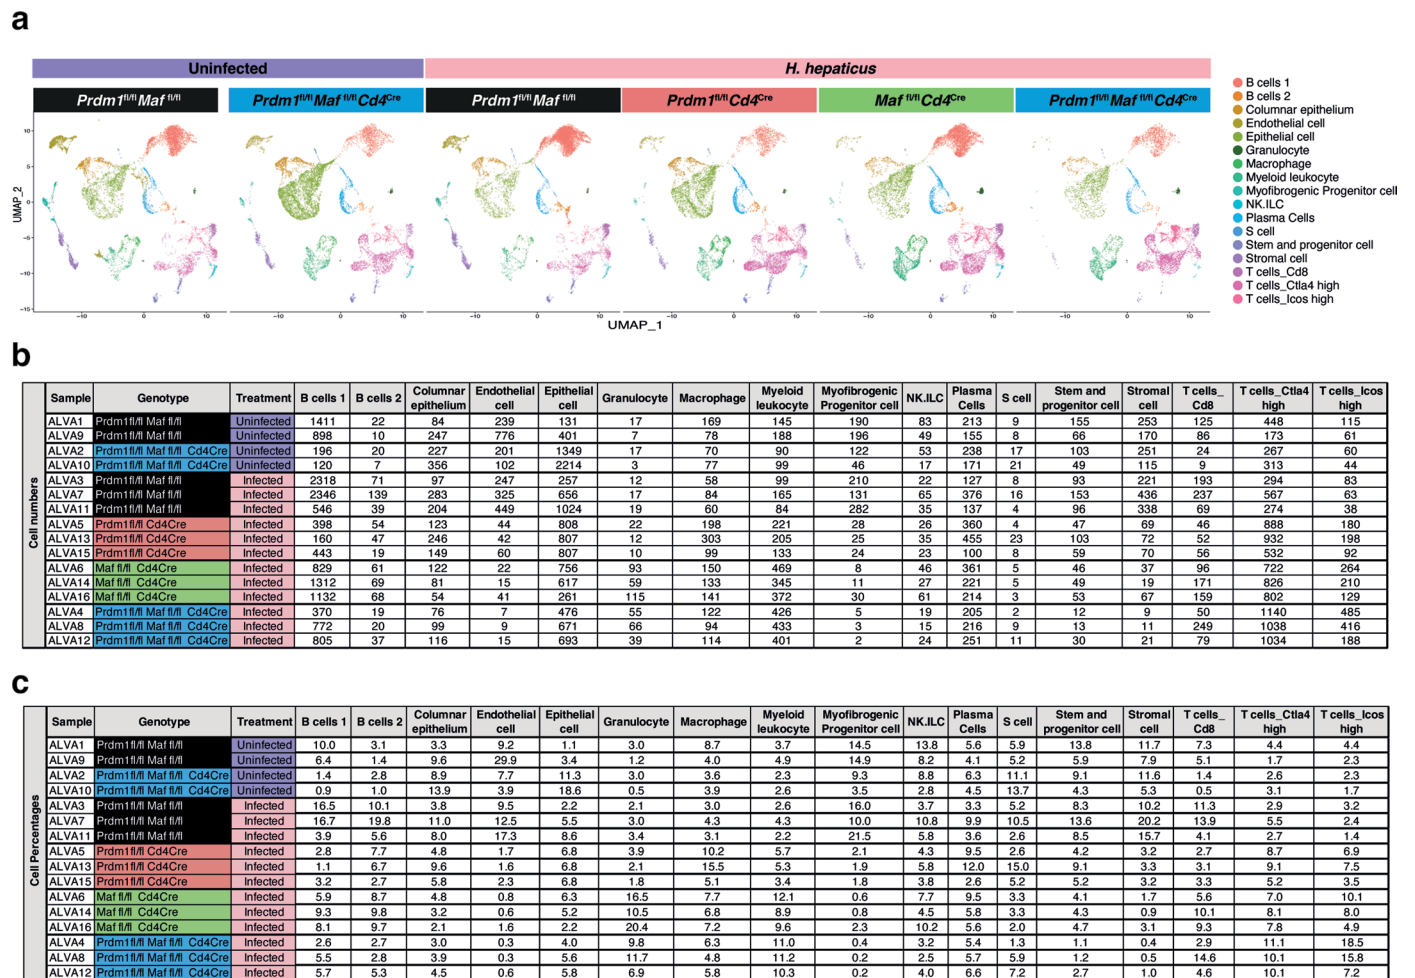 a
Uninfected
H. hepaticus
Prdm1fl/fl Maf fl/fl
Prdm1fl/fl Maf fl/fl Cd4Cre
Prdm1fl/fl Maf fl/fl
Prdm1fl/fl Cd4Cre
Maf fl/fl Cd4Cre
Prdm1fl/fl Maf fl/fl Cd4Cre
UMAP_2
10
5
0
−5
−10
−15
−10 0 10 −10 0 10 −10 0 10 −10 0 10 −10 0 10 −10 0 10
UMAP_1
B cells 1
B cells 2
Columnar epithelium
Endothelial cell
Epithelial cell
Granulocyte
Macrophage
Myeloid leukocyte
Myofibrogenic Progenitor cell
NK.ILC
Plasma Cells
S cell
Stem and progenitor cell
Stromal cell
T cells_Cd8
T cells_Ctla4 high
T cells_Icos high
b
Cell numbers
Sample Genotype Treatment B cells 1 B cells 2 Columnar epithelium Endothelial cell Epithelial cell Granulocyte Macrophage Myeloid leukocyte Myofibrogenic Progenitor cell NK.ILC Plasma Cells S cell Stem and progenitor cell Stromal cell T cells_ Cd8 T cells_Ctla4 high T cells_Icos high
ALVA1 Prdm1fl/fl Maf fl/fl Uninfected 1411 22 84 239 131 17 169 145 190 83 213 9 155 253 125 448 115
ALVA9 Prdm1fl/fl Maf fl/fl Uninfected 898 10 247 776 401 7 78 188 196 49 155 8 66 170 86 173 61
ALVA2 Prdm1fl/fl Maf fl/fl Cd4Cre Uninfected 196 20 227 201 1349 17 70 90 122 53 238 17 103 251 24 267 60
ALVA10 Prdm1fl/fl Maf fl/fl Cd4Cre Uninfected 120 7 356 102 2214 3 77 99 46 17 171 21 49 115 9 313 44
ALVA3 Prdm1fl/fl Maf fl/fl Infected 2318 71 97 247 257 12 58 99 210 22 127 8 93 221 193 294 83
ALVA7 Prdm1fl/fl Maf fl/fl Infected 2346 139 283 325 656 17 84 165 131 65 376 16 153 436 237 567 63
ALVA11 Prdm1fl/fl Maf fl/fl Infected 546 39 204 449 1024 19 60 84 282 35 137 4 96 338 69 274 38
ALVA5 Prdm1fl/fl Cd4Cre Infected 398 54 123 44 808 22 198 221 28 26 360 4 47 69 46 888 180
ALVA13 Prdm1fl/fl Cd4Cre Infected 160 47 246 42 807 12 303 205 25 35 455 23 103 72 52 932 198
ALVA15 Prdm1fl/fl Cd4Cre Infected 443 19 149 60 807 10 99 133 24 23 100 8 59 70 56 532 92
ALVA6 Maf fl/fl Cd4Cre Infected 829 61 122 22 756 93 150 469 8 46 361 5 46 37 96 722 264
ALVA14 Maf fl/fl Cd4Cre Infected 1312 69 81 15 617 59 133 345 11 27 221 5 49 19 171 826 210
ALVA16 Maf fl/fl Cd4Cre Infected 1132 68 54 41 261 115 141 372 30 61 214 3 53 67 159 802 129
ALVA4 Prdm1fl/fl Maf fl/fl Cd4Cre Infected 370 19 76 7 476 55 122 426 5 19 205 2 12 9 50 1140 485
ALVA8 Prdm1fl/fl Maf fl/fl Cd4Cre Infected 772 20 99 9 671 66 94 433 3 15 216 9 13 11 249 1038 416
ALVA12 Prdm1fl/fl Maf fl/fl Cd4Cre Infected 805 37 116 15 693 39 114 401 2 24 251 11 30 21 79 1034 188
c
Cell Percentages
Sample Genotype Treatment B cells 1 B cells 2 Columnar epithelium Endothelial cell Epithelial cell Granulocyte Macrophage Myeloid leukocyte Myofibrogenic Progenitor cell NK.ILC Plasma Cells S cell Stem and progenitor cell Stromal cell T cells_ Cd8 T cells_Ctla4 high T cells_Icos high
ALVA1 Prdm1fl/fl Maf fl/fl Uninfected 10.0 3.1 3.3 9.2 1.1 3.0 8.7 3.7 14.5 13.8 5.6 5.9 13.8 11.7 7.3 4.4 4.4
ALVA9 Prdm1fl/fl Maf fl/fl Uninfected 6.4 1.4 9.6 29.9 3.4 1.2 4.0 4.9 14.9 8.2 4.1 5.2 5.9 7.9 5.1 1.7 2.3
ALVA2 Prdm1fl/fl Maf fl/fl Cd4Cre Uninfected 1.4 2.8 8.9 7.7 11.3 3.0 3.6 2.3 9.3 8.8 6.3 11.1 9.1 11.6 1.4 2.6 2.3
ALVA10 Prdm1fl/fl Maf fl/fl Cd4Cre Uninfected 0.9 1.0 13.9 3.9 18.6 0.5 3.9 2.6 3.5 2.8 4.5 13.7 4.3 5.3 0.5 3.1 1.7
ALVA3 Prdm1fl/fl Maf fl/fl Infected 16.5 10.1 3.8 9.5 2.2 2.1 3.0 2.6 16.0 3.7 3.3 5.2 8.3 10.2 11.3 2.9 3.2
ALVA7 Prdm1fl/fl Maf fl/fl Infected 16.7 19.8 11.0 12.5 5.5 3.0 4.3 4.3 10.0 10.8 9.9 10.5 13.6 20.2 13.9 5.5 2.4
ALVA11 Prdm1fl/fl Maf fl/fl Infected 3.9 5.6 8.0 17.3 8.6 3.4 3.1 2.2 21.5 5.8 3.6 2.6 8.5 15.7 4.1 2.7 1.4
ALVA5 Prdm1fl/fl Cd4Cre Infected 2.8 7.7 4.8 1.7 6.8 3.9 10.2 5.7 2.1 4.3 9.5 2.6 4.2 3.2 2.7 8.7 6.9
ALVA13 Prdm1fl/fl Cd4Cre Infected 1.1 6.7 9.6 1.6 6.8 2.1 15.5 5.3 1.9 5.8 12.0 15.0 9.1 3.3 3.1 9.1 7.5
ALVA15 Prdm1fl/fl Cd4Cre Infected 3.2 2.7 5.8 2.3 6.8 1.8 5.1 3.4 1.8 3.8 2.6 5.2 5.2 3.2 3.3 5.2 3.5
ALVA6 Maf fl/fl Cd4Cre Infected 5.9 8.7 4.8 0.8 6.3 16.5 7.7 12.1 0.6 7.7 9.5 3.3 4.1 1.7 5.6 7.0 10.1
ALVA14 Maf fl/fl Cd4Cre Infected 9.3 9.8 3.2 0.6 5.2 10.5 6.8 8.9 0.8 4.5 5.8 3.3 4.3 0.9 10.1 8.1 8.0
ALVA16 Maf fl/fl Cd4Cre Infected 8.1 9.7 2.1 1.6 2.2 20.4 7.2 9.6 2.3 10.2 5.6 2.0 4.7 3.1 9.3 7.8 4.9
ALVA4 Prdm1fl/fl Maf fl/fl Cd4Cre Infected 2.6 2.7 3.0 0.3 4.0 9.8 6.3 11.0 0.4 3.2 5.4 1.3 1.1 0.4 2.9 11.1 18.5
ALVA8 Prdm1fl/fl Maf fl/fl Cd4Cre Infected 5.5 2.8 3.9 0.3 5.6 11.7 4.8 11.2 0.2 2.5 5.7 5.9 1.2 0.5 14.6 10.1 15.8
ALVA12 Prdm1fl/fl Maf fl/fl Cd4Cre Infected 5.7 5.3 4.5 0.6 5.8 6.9 5.8 10.3 0.2 4.0 6.6 7.2 2.7 1.0 4.6 10.1 7.2